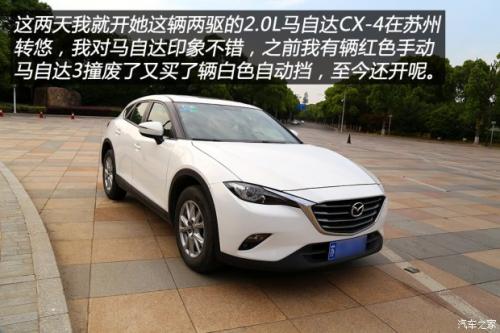 这两天我就开她这辆两驱的2.0L马自达CX-4在苏州
转悠，我对马自达印象不错，之前我有辆红色手动
马自达3撞废了又买了辆白色自动挡，至今还开呢。
汽车之家